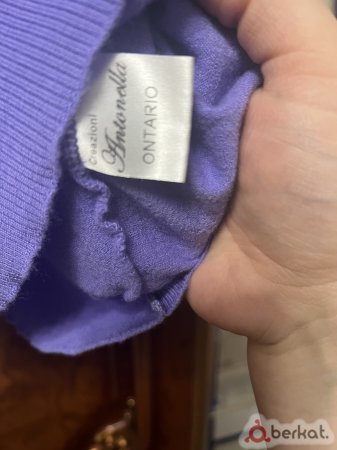 Creazioni
Antonella
ONTARIO
berkat.